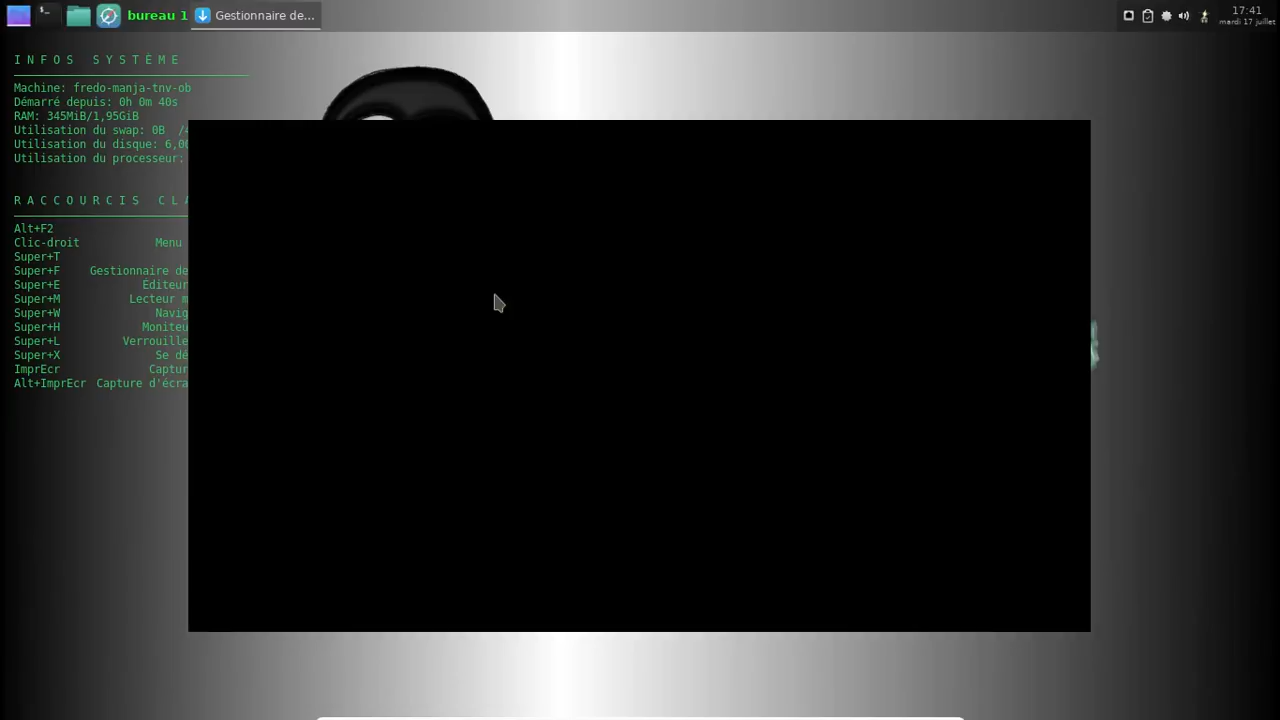 $_
bureau 1
Gestionnaire de...
17:41
mardi 17 juillet
INFOS SYSTÈME
Machine: fredo-manja-tnv-ob
Démarré depuis: 0h 0m 40s
RAM: 345MiB/1,95GiB
Utilisation du swap: 0B /
Utilisation du disque: 6,0
Utilisation du processeur:
RACCOURCIS CLA
Alt+F2
Clic-droit Menu
Super+T
Super+F Gestionnaire de
Super+E Éditeur
Super+M Lecteur m
Super+W Navig
Super+H Moniteu
Super+L Verrouille
Super+X Se dé
ImprEcr Captur
Alt+ImprEcr Capture d'écra